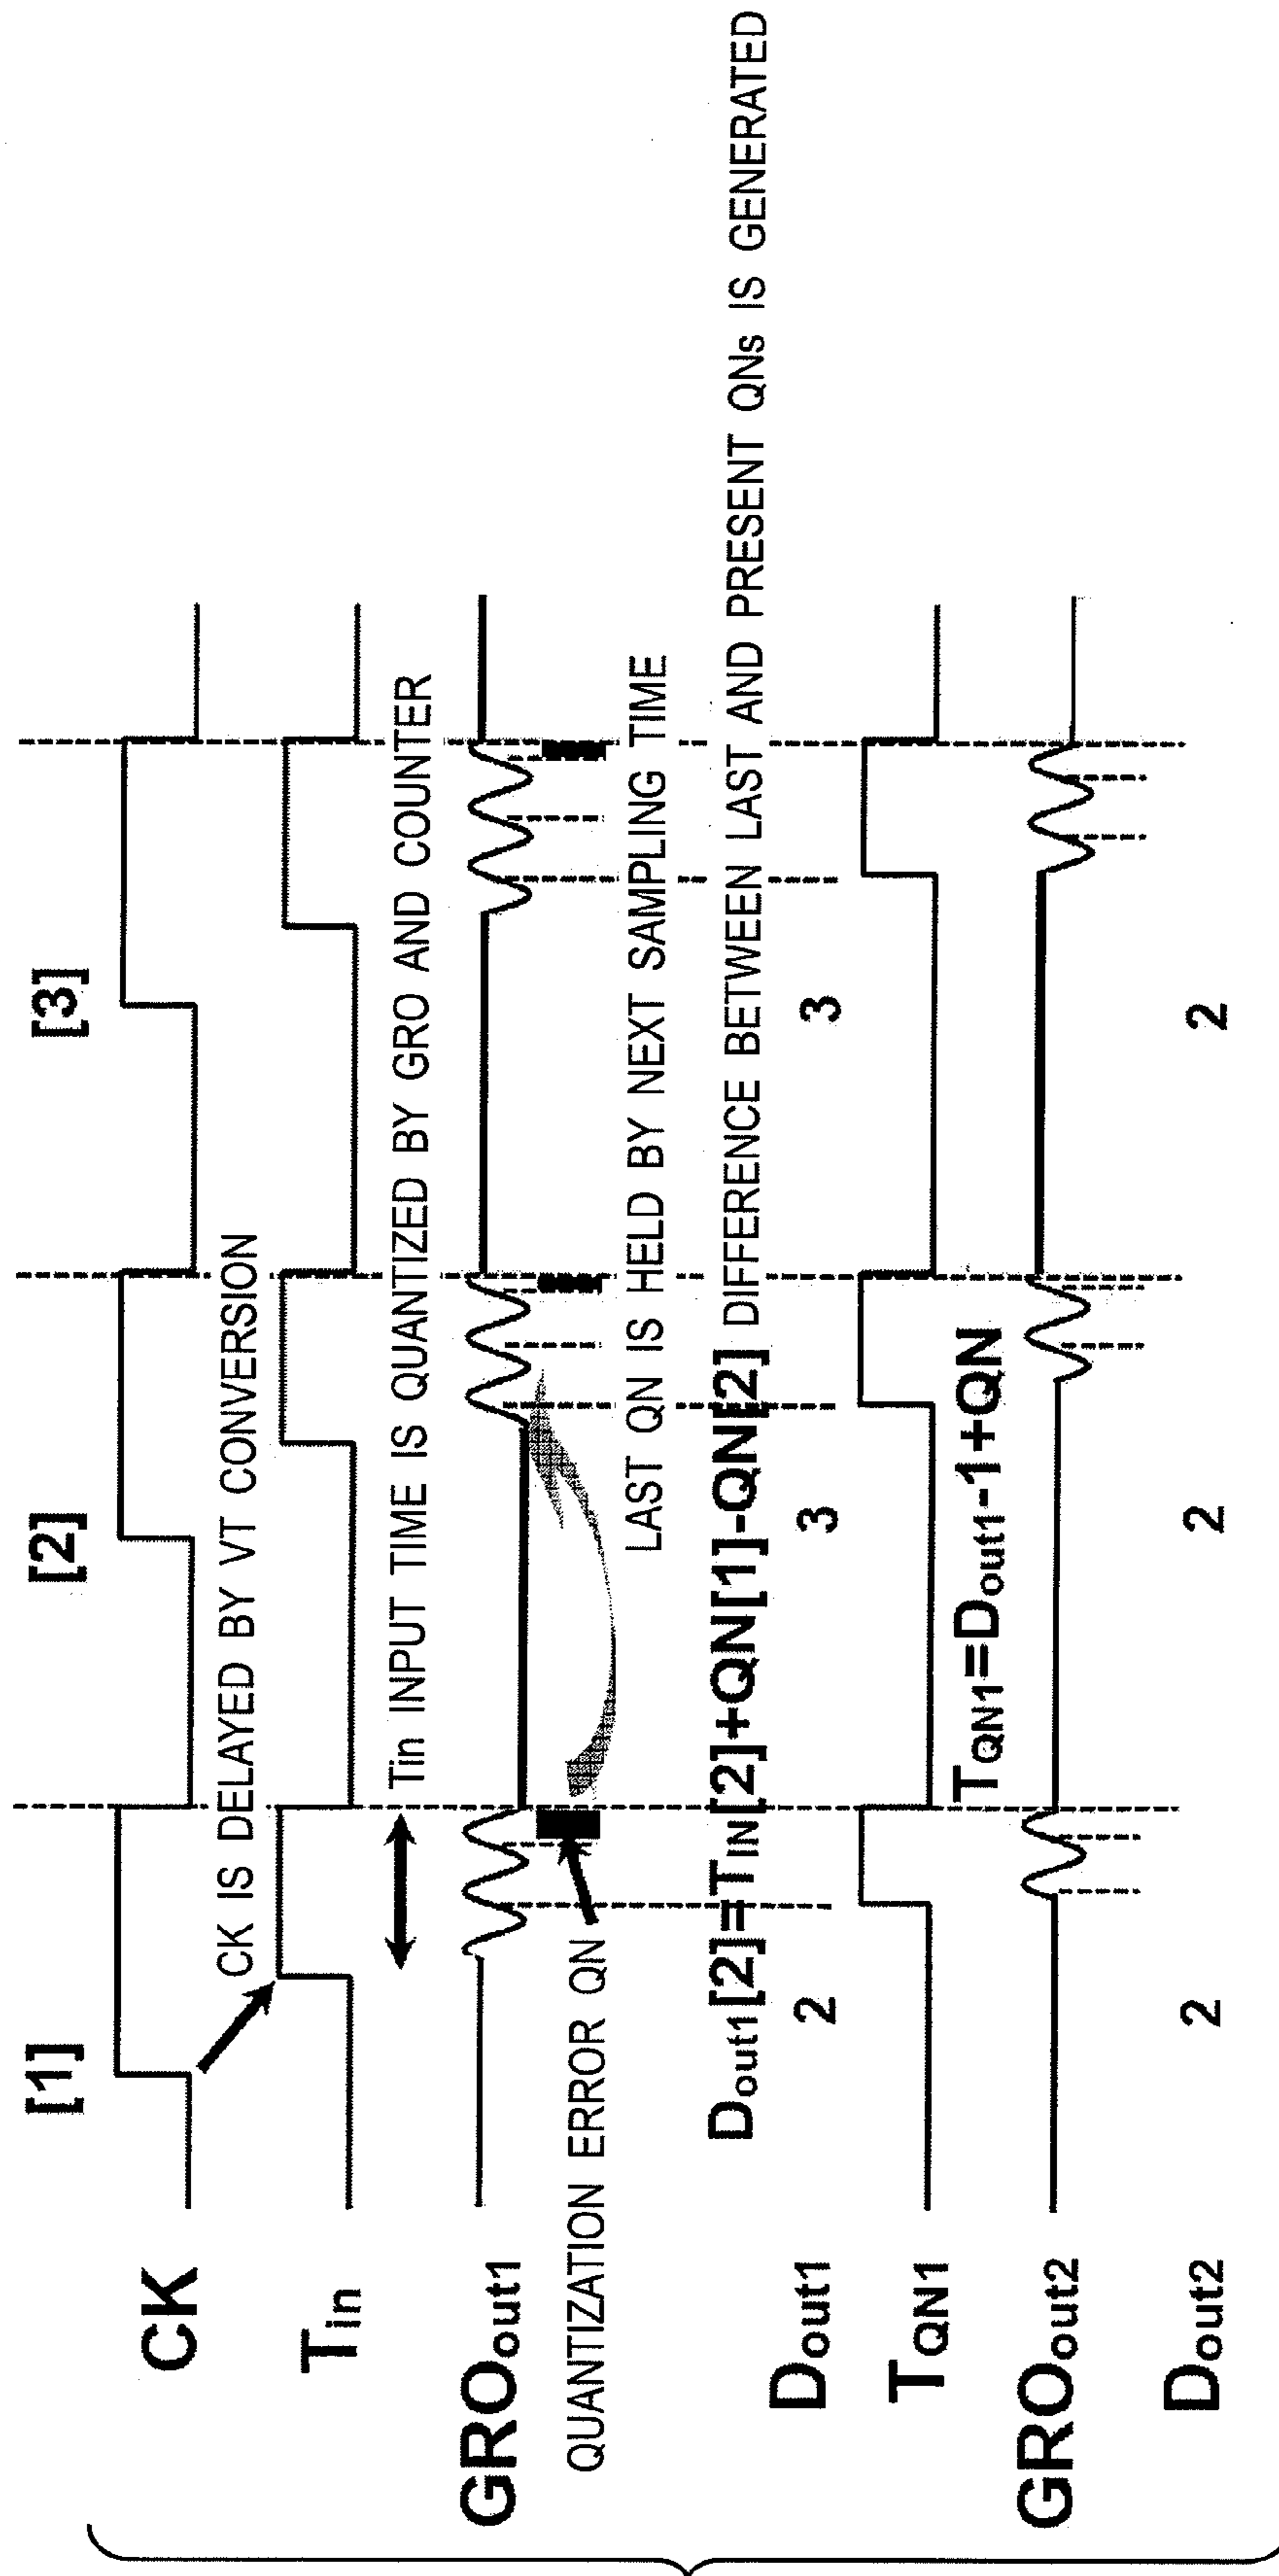 [1] [2] [3]
CK
CK IS DELAYED BY VT CONVERSION
Tin
Tin INPUT TIME IS QUANTIZED BY GRO AND COUNTER
GROout1
QUANTIZATION ERROR QN
LAST QN IS HELD BY NEXT SAMPLING TIME
Dout1[2]=TIN[2]+QN[1]-QN[2] DIFFERENCE BETWEEN LAST AND PRESENT QNs IS GENERATED
Dout1 2 3 3
TQN1
TQN1=Dout1-1+QN
GROout2
Dout2 2 2 2